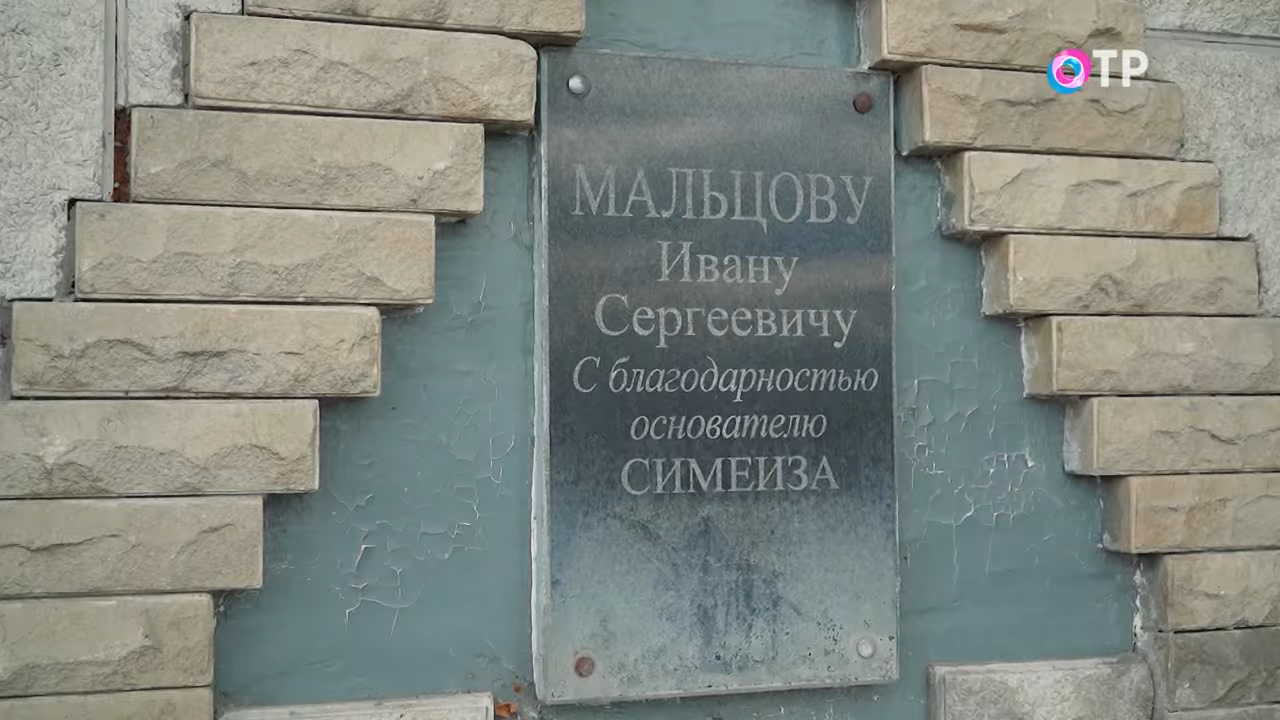 ОТР
МАЛЬЦОВУ
Ивану
Сергеевичу
С благодарностью
основателю
СИМЕИЗА